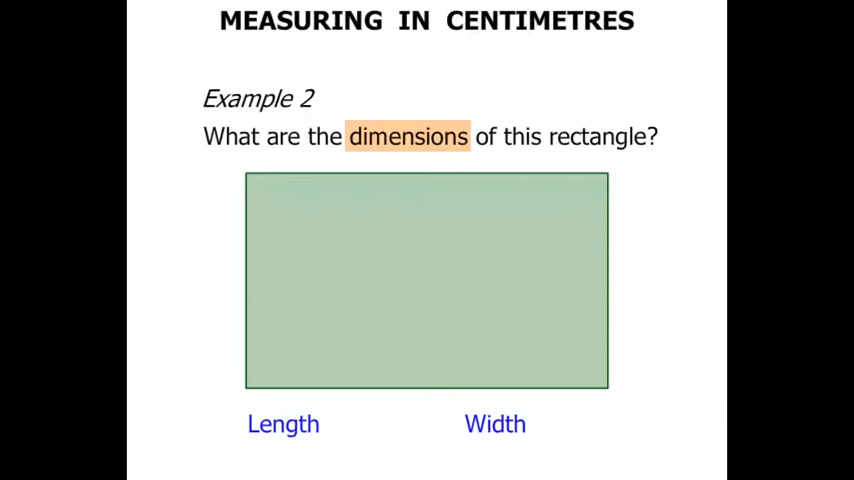 MEASURING IN CENTIMETRES
Example 2
What are the dimensions of this rectangle?
Length Width